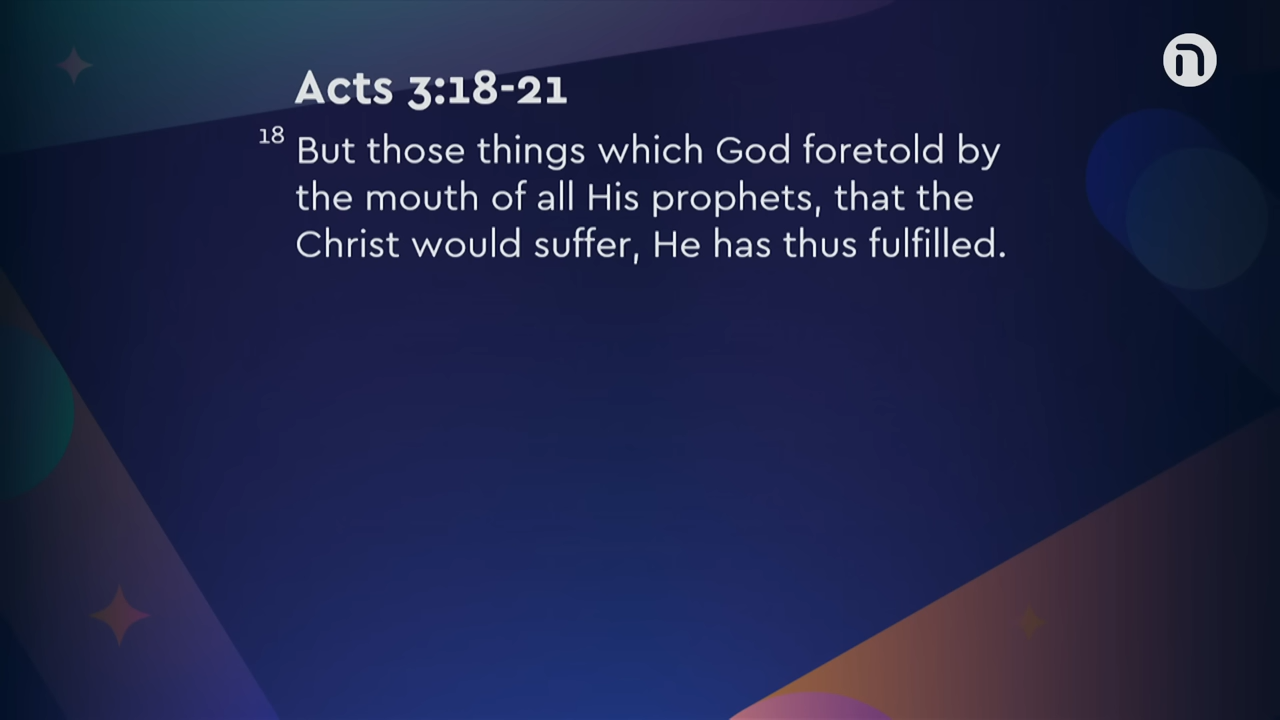 Acts 3:18-21
18 But those things which God foretold by
the mouth of all His prophets, that the
Christ would suffer, He has thus fulfilled.